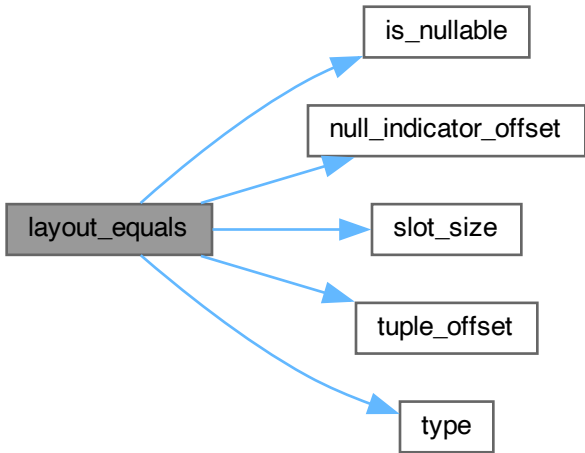 is_nullable
null_indicator_offset
layout_equals
slot_size
tuple_offset
type